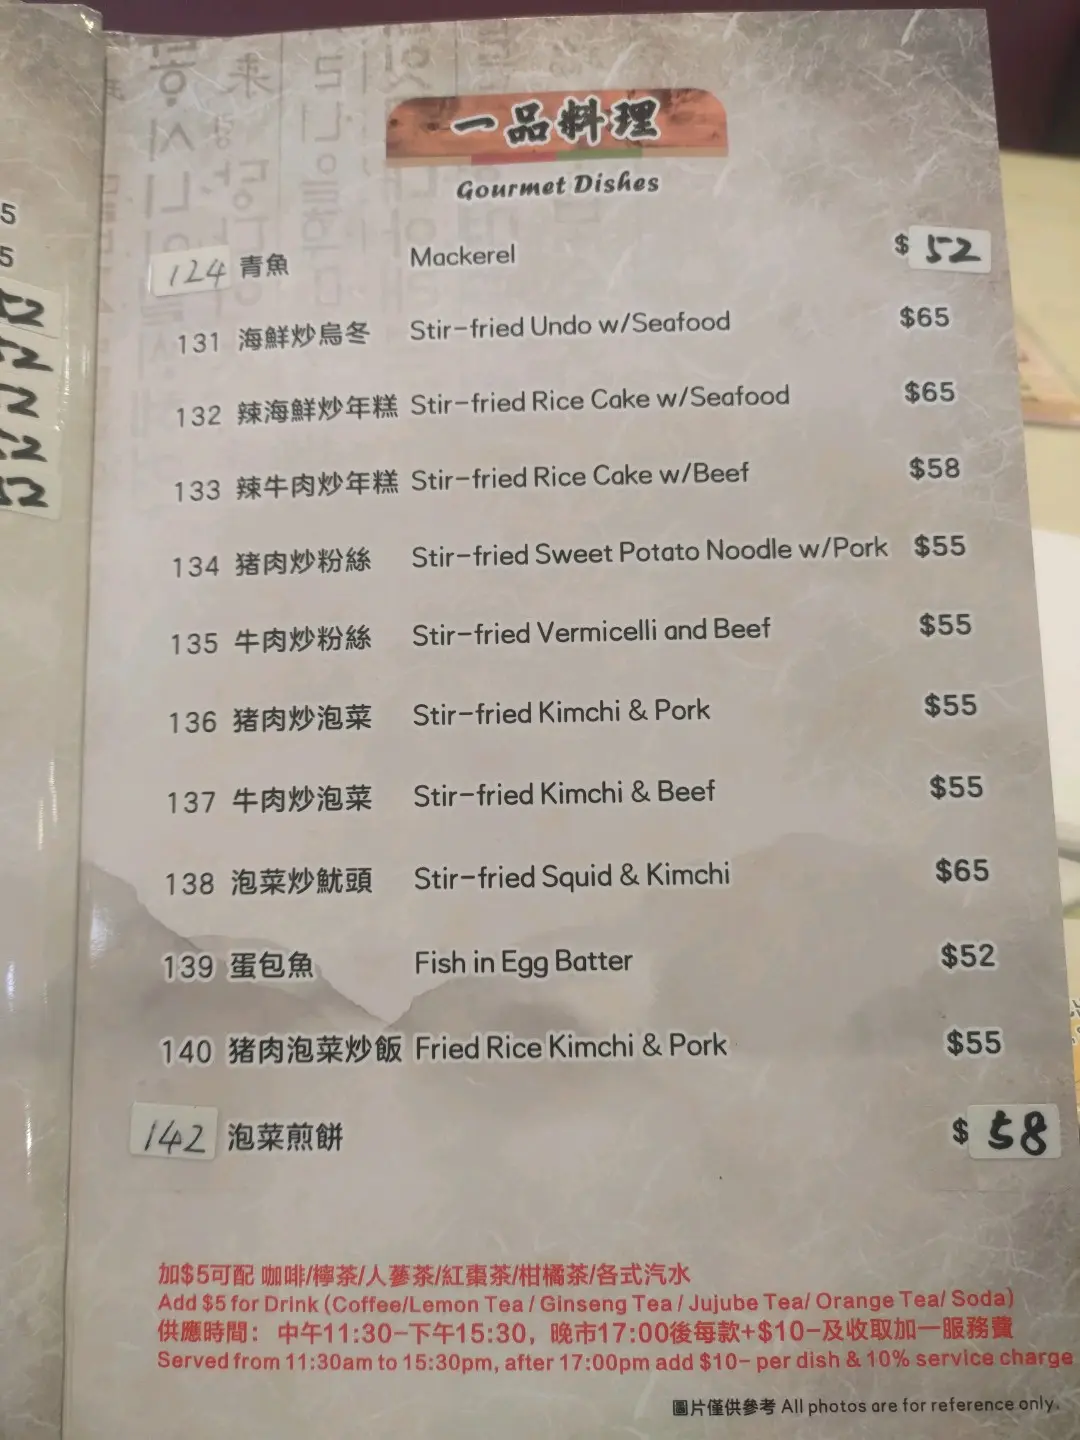 一品料理
Gourmet Dishes
124 青魚 Mackerel $52
131 海鮮炒烏冬 Stir-fried Undo w/Seafood $65
132 辣海鮮炒年糕 Stir-fried Rice Cake w/Seafood $65
133 辣牛肉炒年糕 Stir-fried Rice Cake w/Beef $58
134 猪肉炒粉絲 Stir-fried Sweet Potato Noodle w/Pork $55
135 牛肉炒粉絲 Stir-fried Vermicelli and Beef $55
136 猪肉炒泡菜 Stir-fried Kimchi & Pork $55
137 牛肉炒泡菜 Stir-fried Kimchi & Beef $55
138 泡菜炒魷頭 Stir-fried Squid & Kimchi $65
139 蛋包魚 Fish in Egg Batter $52
140 猪肉泡菜炒飯 Fried Rice Kimchi & Pork $55
142 泡菜煎餅 $58
加$5可配 咖啡/檸茶/人蔘茶/紅棗茶/柑橘茶/各式汽水
Add $5 for Drink (Coffee/Lemon Tea / Ginseng Tea / Jujube Tea/ Orange Tea/ Soda)
供應時間： 中午11:30-下午15:30，晚市17:00後每款+$10-及收取加一服務費
Served from 11:30am to 15:30pm, after 17:00pm add $10- per dish & 10% service charge
圖片僅供參考 All photos are for reference only.